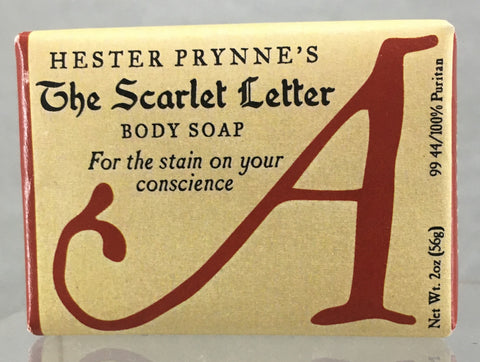 HESTER PRYNNE'S
The Scarlet Letter
BODY SOAP
For the stain on your
conscience
A
99 44/100% Puritan
Net Wt. 2oz (56g)